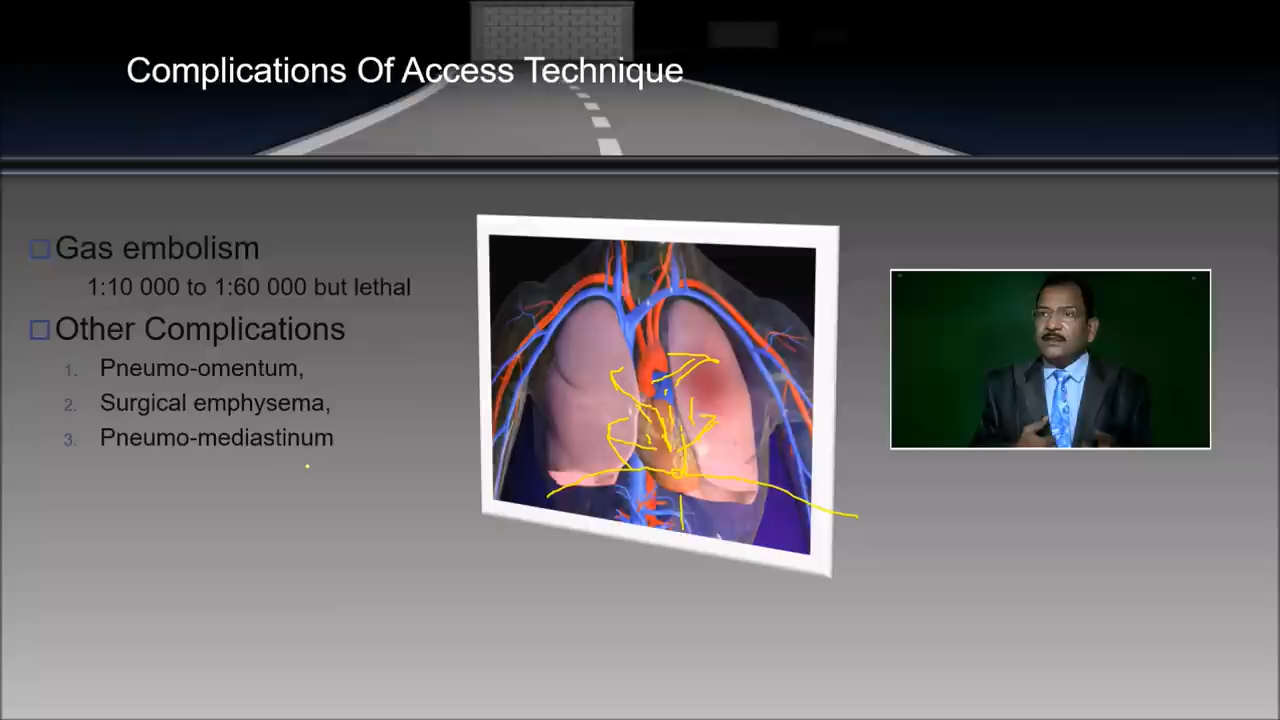 Complications Of Access Technique
Gas embolism
1:10 000 to 1:60 000 but lethal
Other Complications
1. Pneumo-omentum,
2. Surgical emphysema,
3. Pneumo-mediastinum